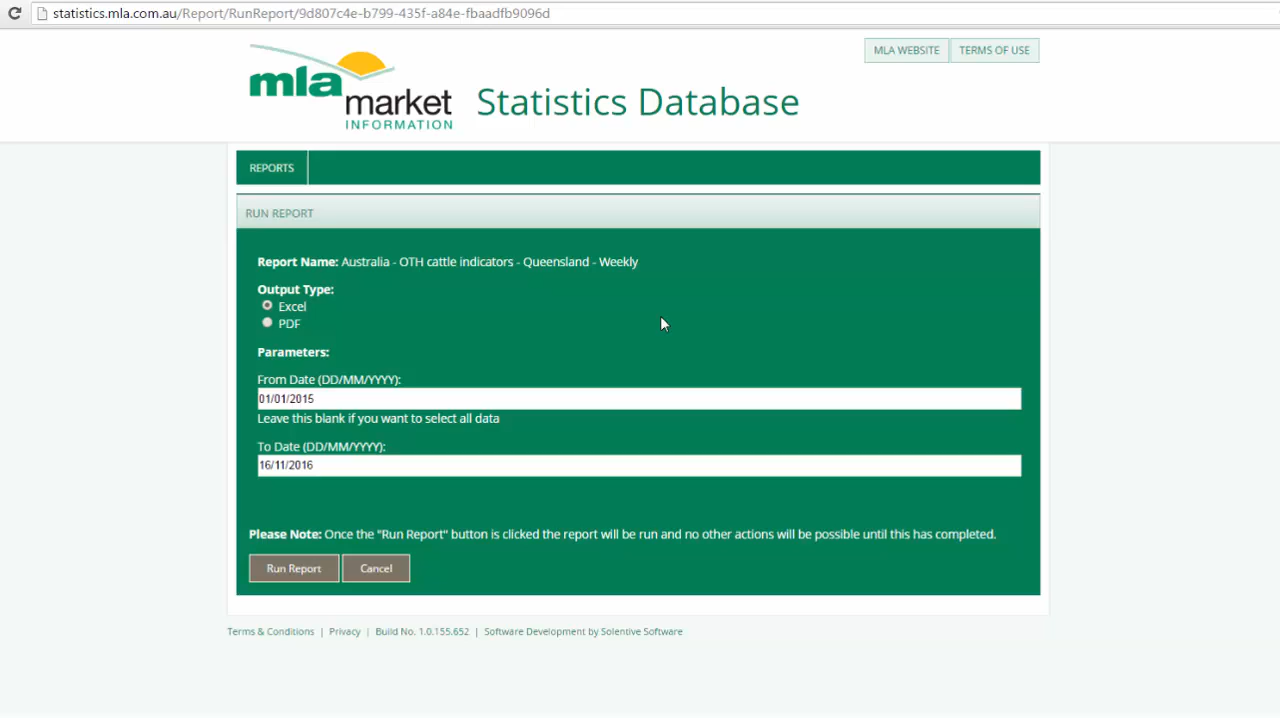 statistics.mla.com.au/Report/RunReport/9d807c4e-b799-435f-a84e-fbaadfb9096d
MLA WEBSITE TERMS OF USE
mla
market
INFORMATION
Statistics Database
REPORTS
RUN REPORT
Report Name: Australia - OTH cattle indicators - Queensland - Weekly
Output Type:
Excel
PDF
Parameters:
From Date (DD/MM/YYYY):
01/01/2015
Leave this blank if you want to select all data
To Date (DD/MM/YYYY):
16/11/2016
Please Note: Once the "Run Report" button is clicked the report will be run and no other actions will be possible until this has completed.
Run Report Cancel
Terms & Conditions | Privacy | Build No. 1.0.155.652 | Software Development by Solentive Software